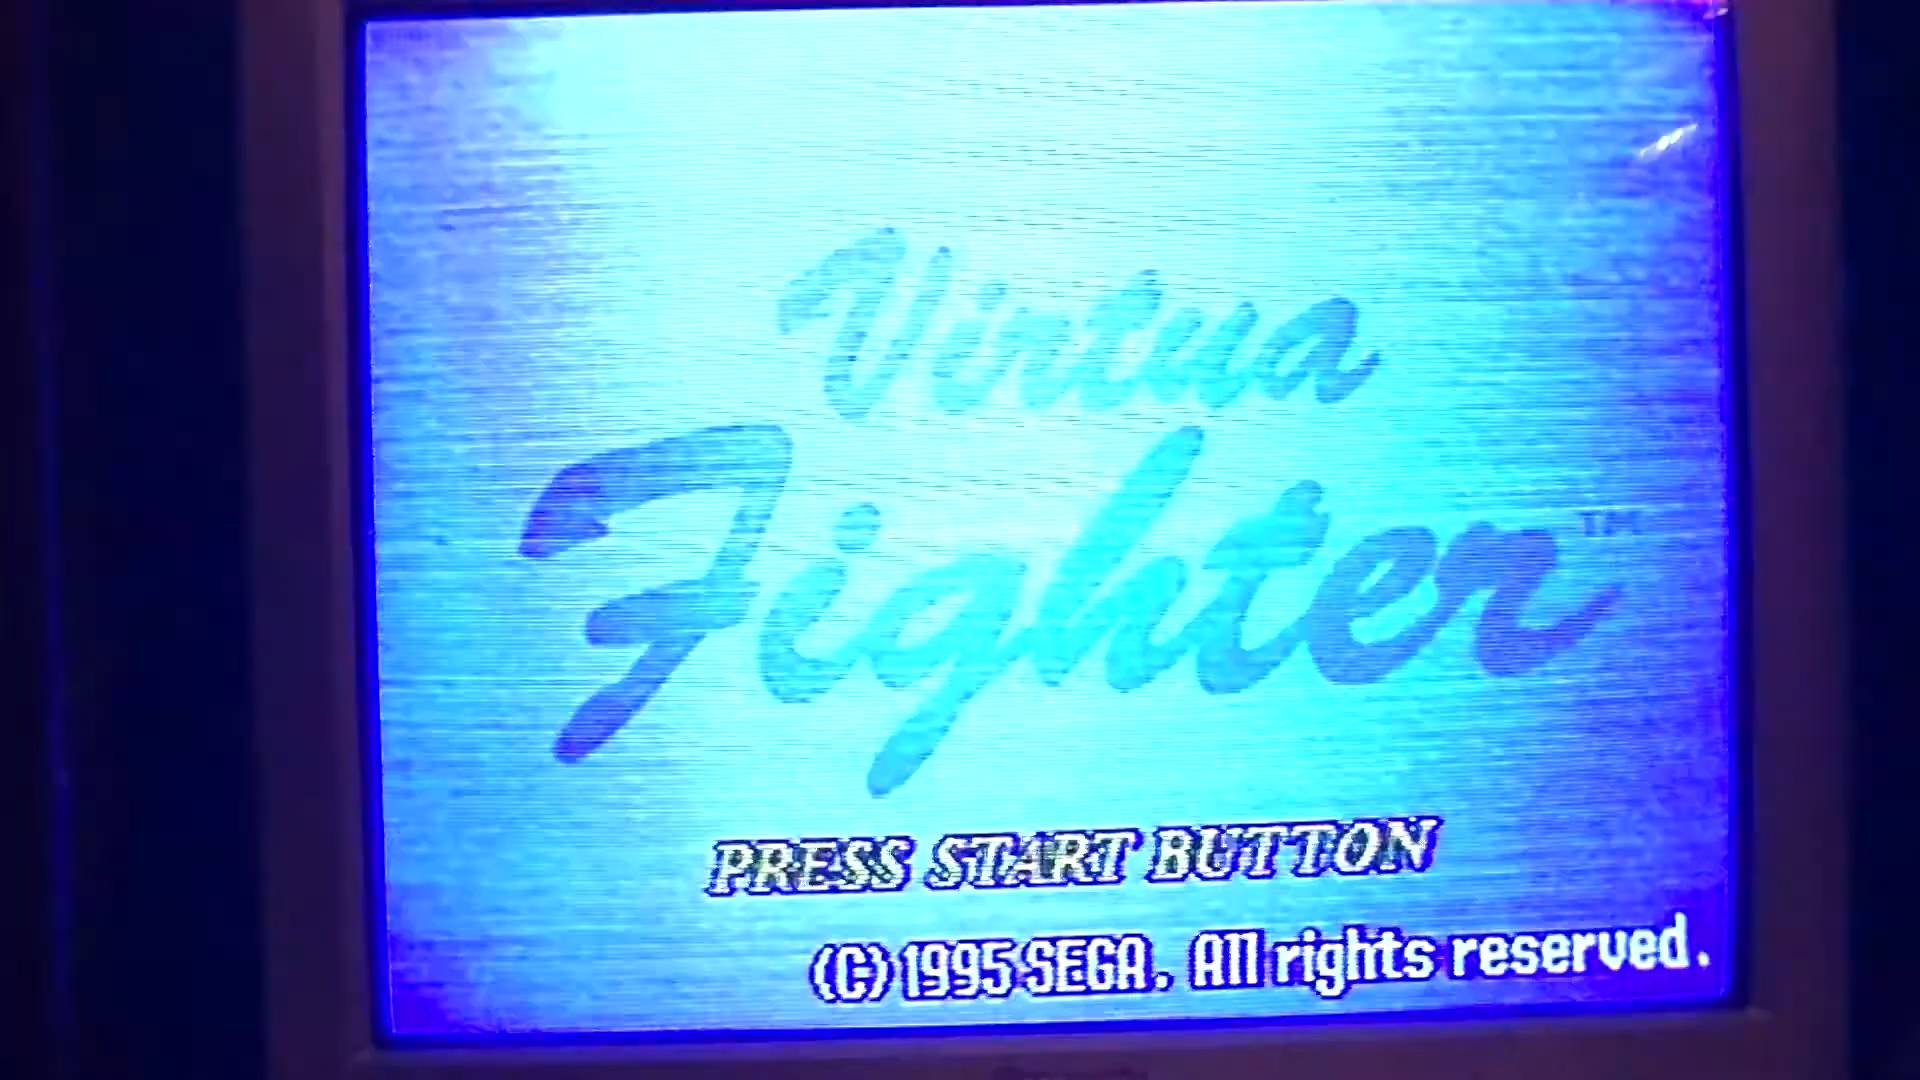 Virtua
Fighter™
PRESS START BUTTON
(C) 1995 SEGA. All rights reserved.